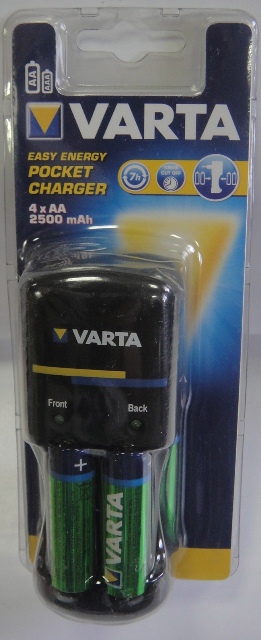 AA
AAA
VARTA
EASY ENERGY
POCKET
CHARGER
4 x AA
2500 mAh
7h
VARTA
Front
Back
+
VARTA